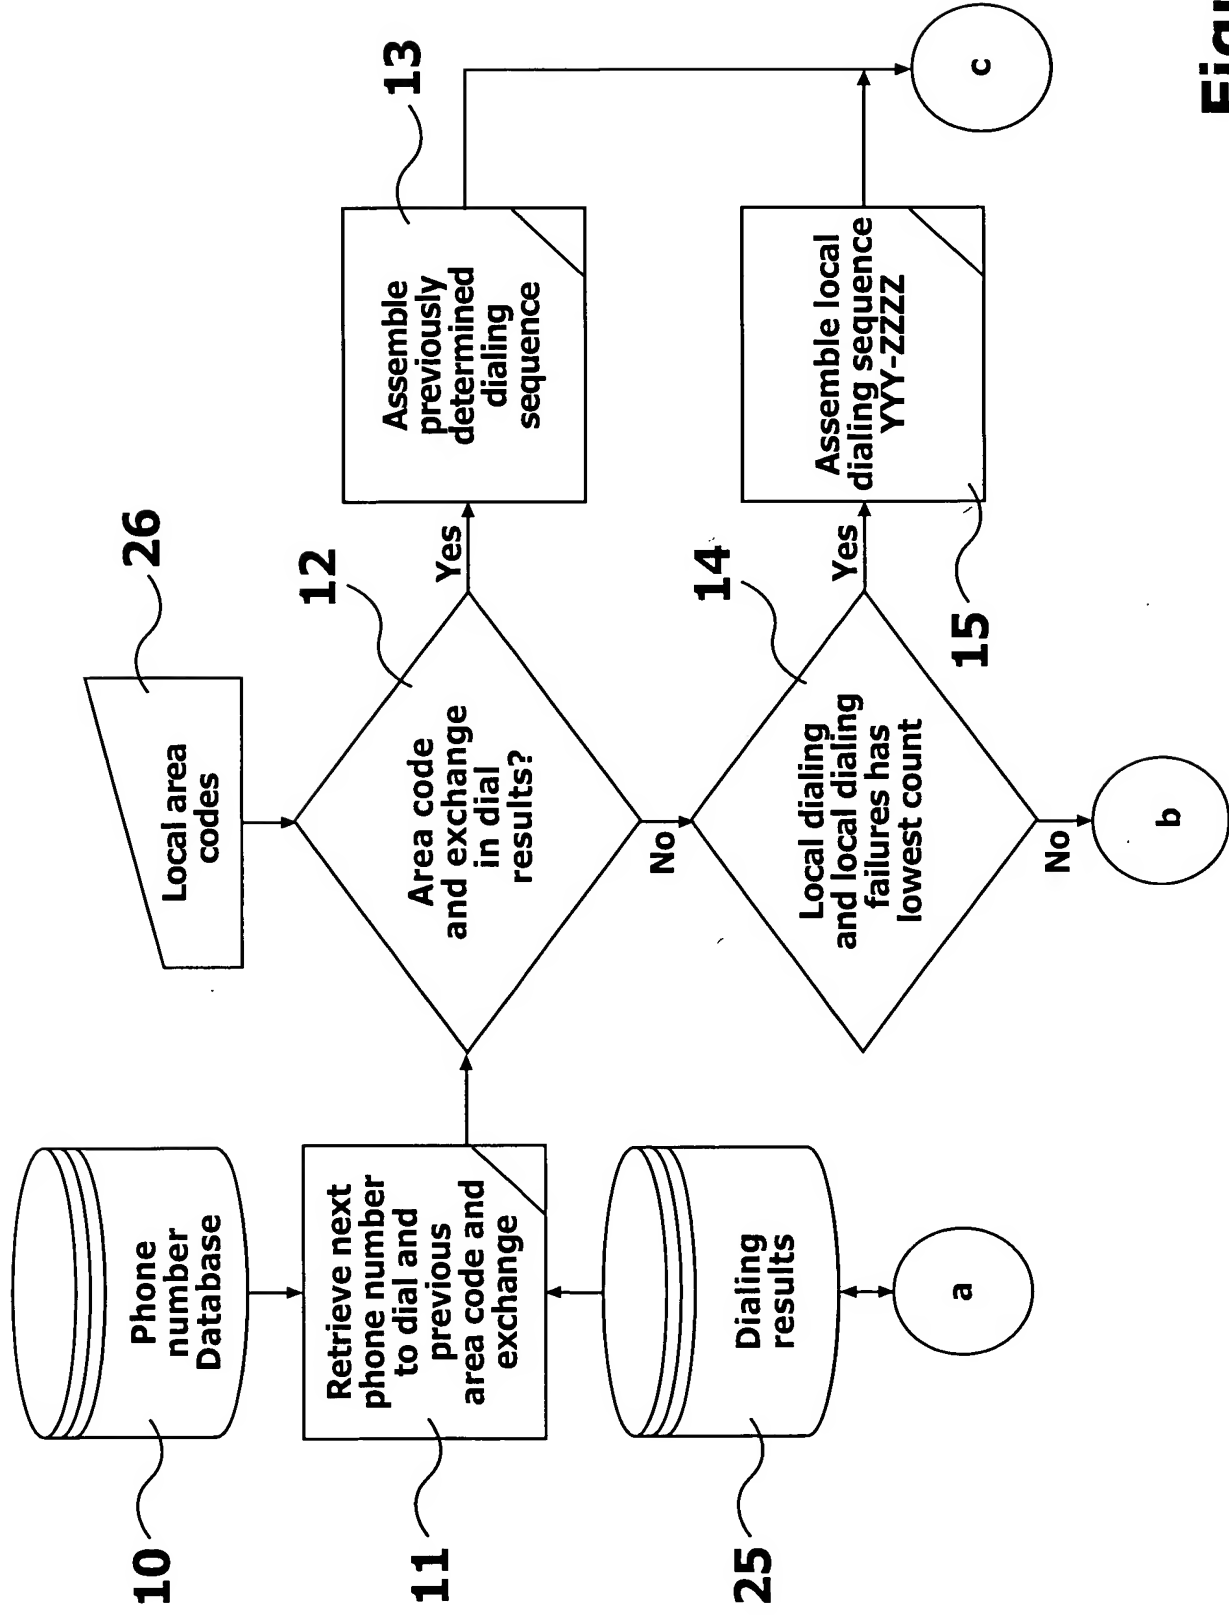 10
Phone
number
Database
26
Local area
codes
11
Retrieve next
phone number
to dial and
previous
area code and
exchange
12
Area code
and exchange
in dial
results?
Yes
13
Assemble
previously
determined
dialing
sequence
No
25
Dialing
results
14
Local dialing
and local dialing
failures has
lowest count
Yes
15
Assemble local
dialing sequence
YYY-ZZZZ
No
a
b
c